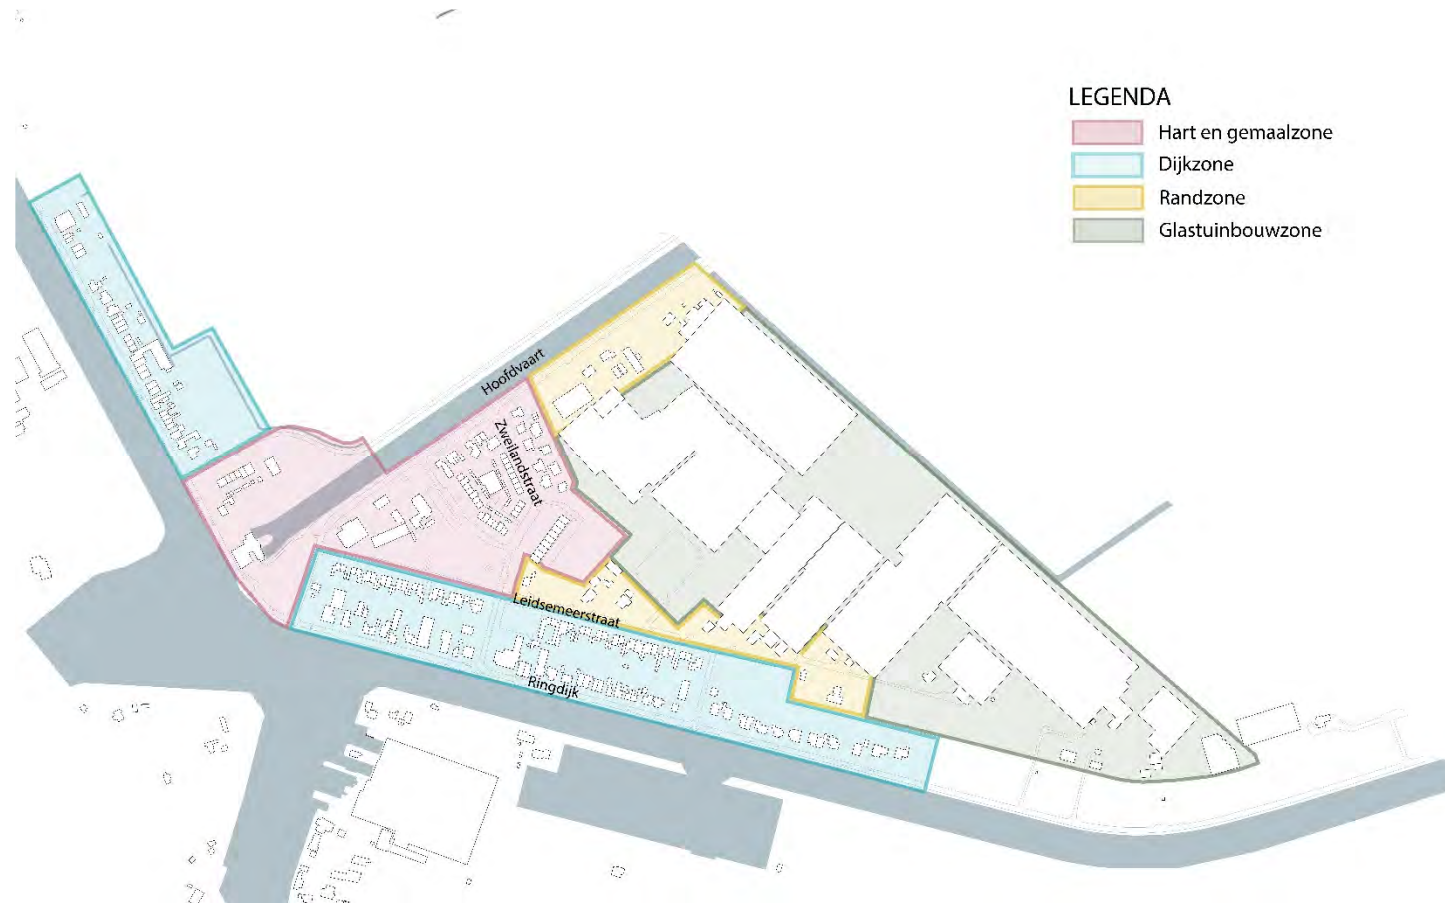 LEGENDA
Hart en gemaalzone
Dijkzone
Randzone
Glastuinbouwzone
Hoofdvaart
Zweilandstraat
Leidsemeerstraat
Ringdijk